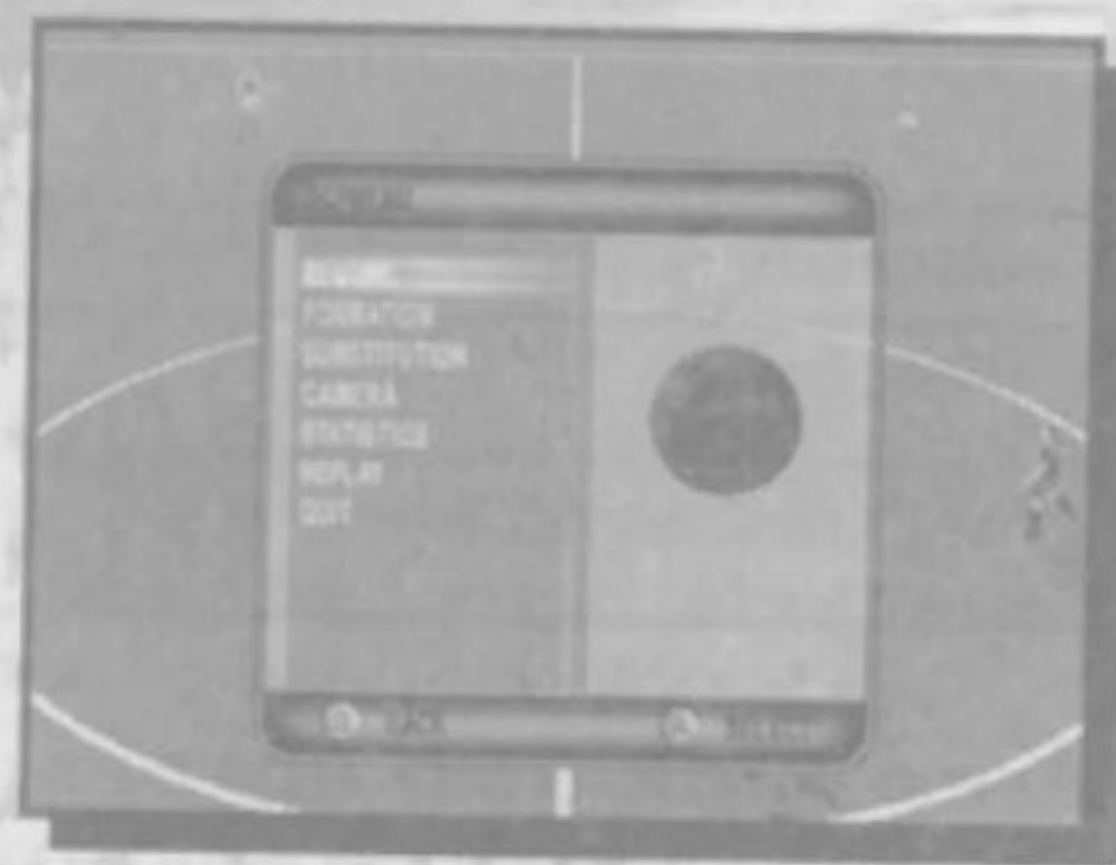 RESUME
FORMATION
SUBSTITUTION
CAMERA
STATISTICS
REPLAY
QUIT